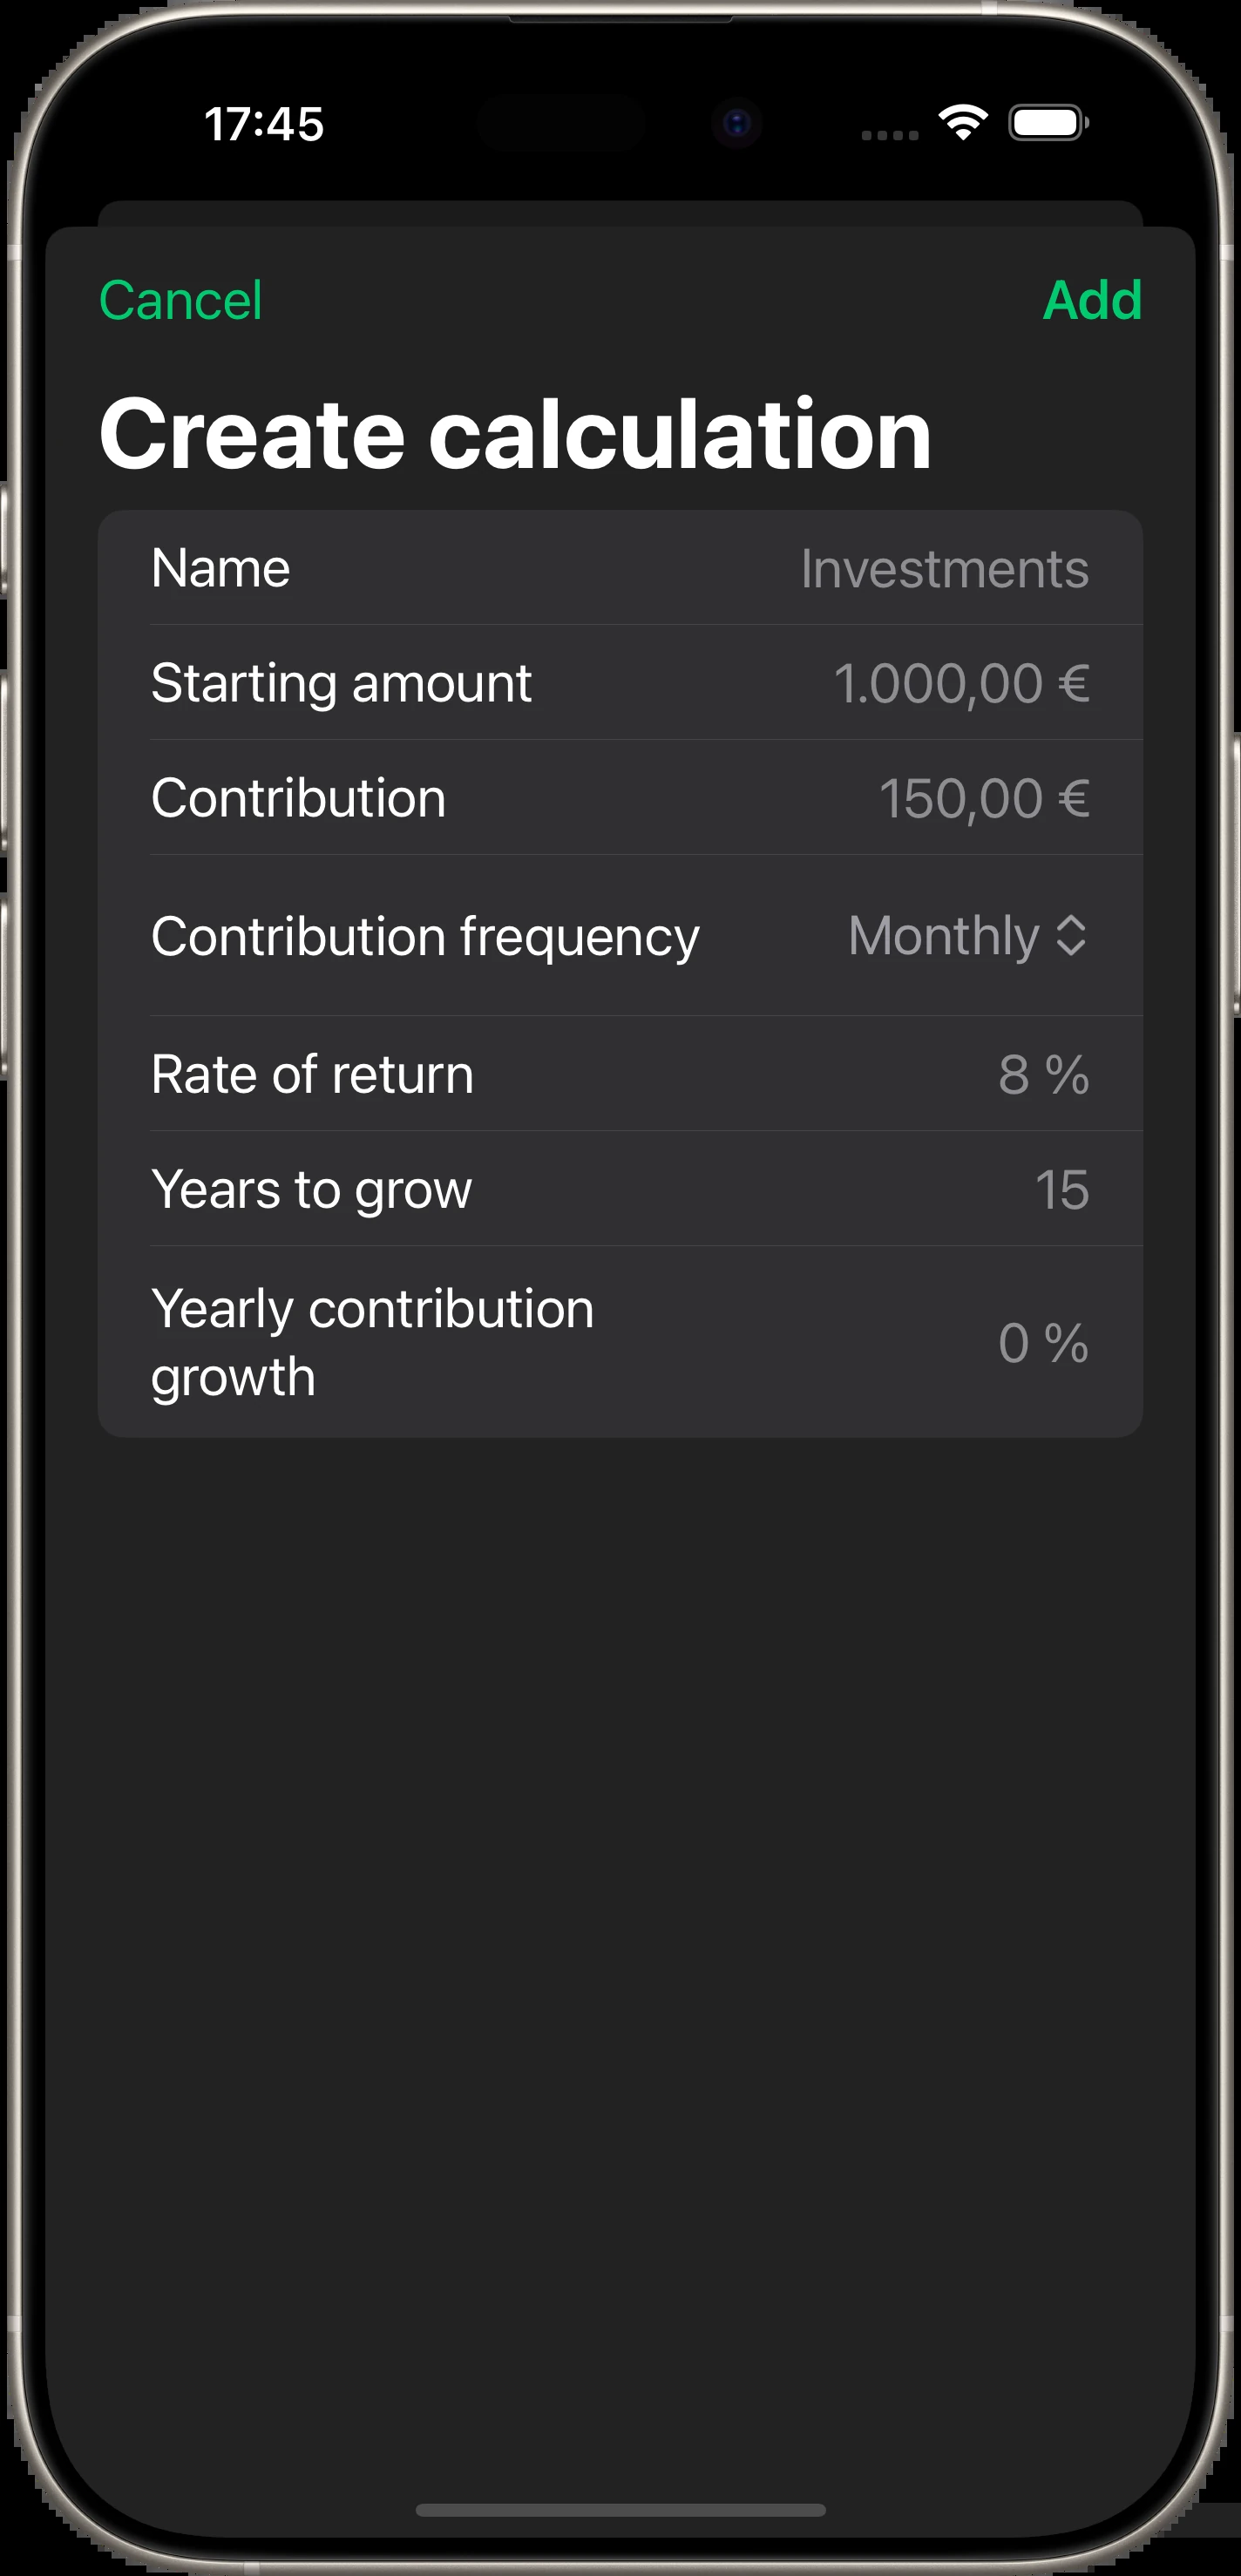 17:45
Cancel
Add
Create calculation
Name
Investments
Starting amount
1.000,00 €
Contribution
150,00 €
Contribution frequency
Monthly
Rate of return
8 %
Years to grow
15
Yearly contribution
growth
0 %